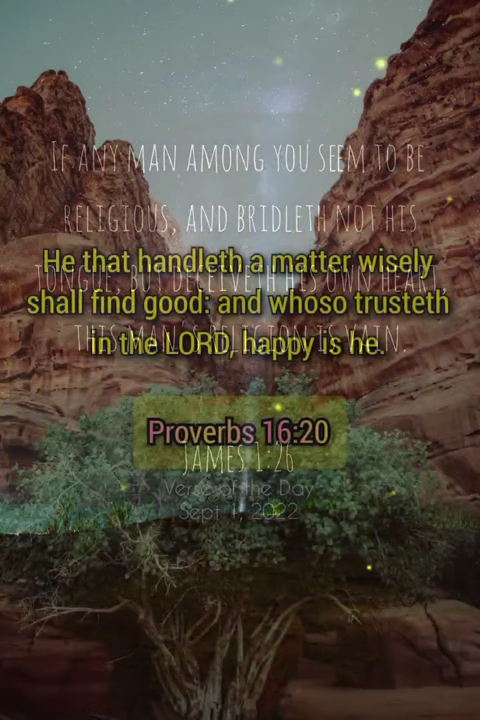 IF ANY MAN AMONG YOU SEEM TO BE
RELIGIOUS, AND BRIDLETH NOT HIS
He that handleth a matter wisely
TONGUE, BUT DECEIVETH HIS OWN HEART,
shall find good: and whoso trusteth
THIS MAN'S RELIGION IS VAIN.
in the LORD, happy is he.
Proverbs 16:20
JAMES 1:26
Verse of the Day
Sept 1, 2022